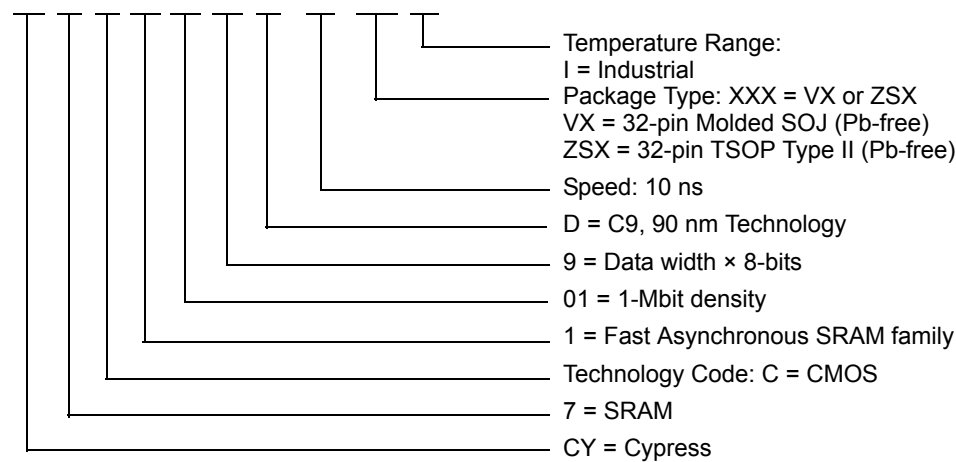 Temperature Range:
I = Industrial
Package Type: XXX = VX or ZSX
VX = 32-pin Molded SOJ (Pb-free)
ZSX = 32-pin TSOP Type II (Pb-free)
Speed: 10 ns
D = C9, 90 nm Technology
9 = Data width × 8-bits
01 = 1-Mbit density
1 = Fast Asynchronous SRAM family
Technology Code: C = CMOS
7 = SRAM
CY = Cypress